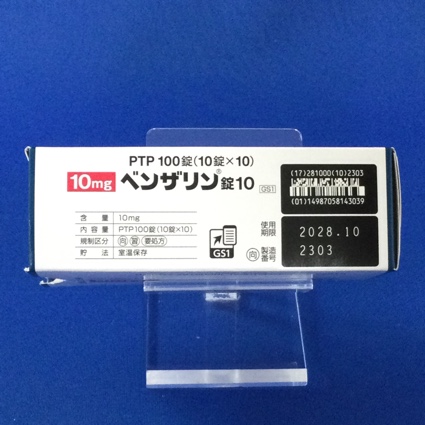 PTP 100錠(10錠×10)
10mg ベンザリン®錠10 GS1
含 量 10mg
内 容 量 PTP100錠(10錠×10)
規制区分 向 習 要処方
貯 法 室温保存
GS1
(17)281000(10)2303
(01)14987058143039
使用期限 2028.10
向 製造番号 2303